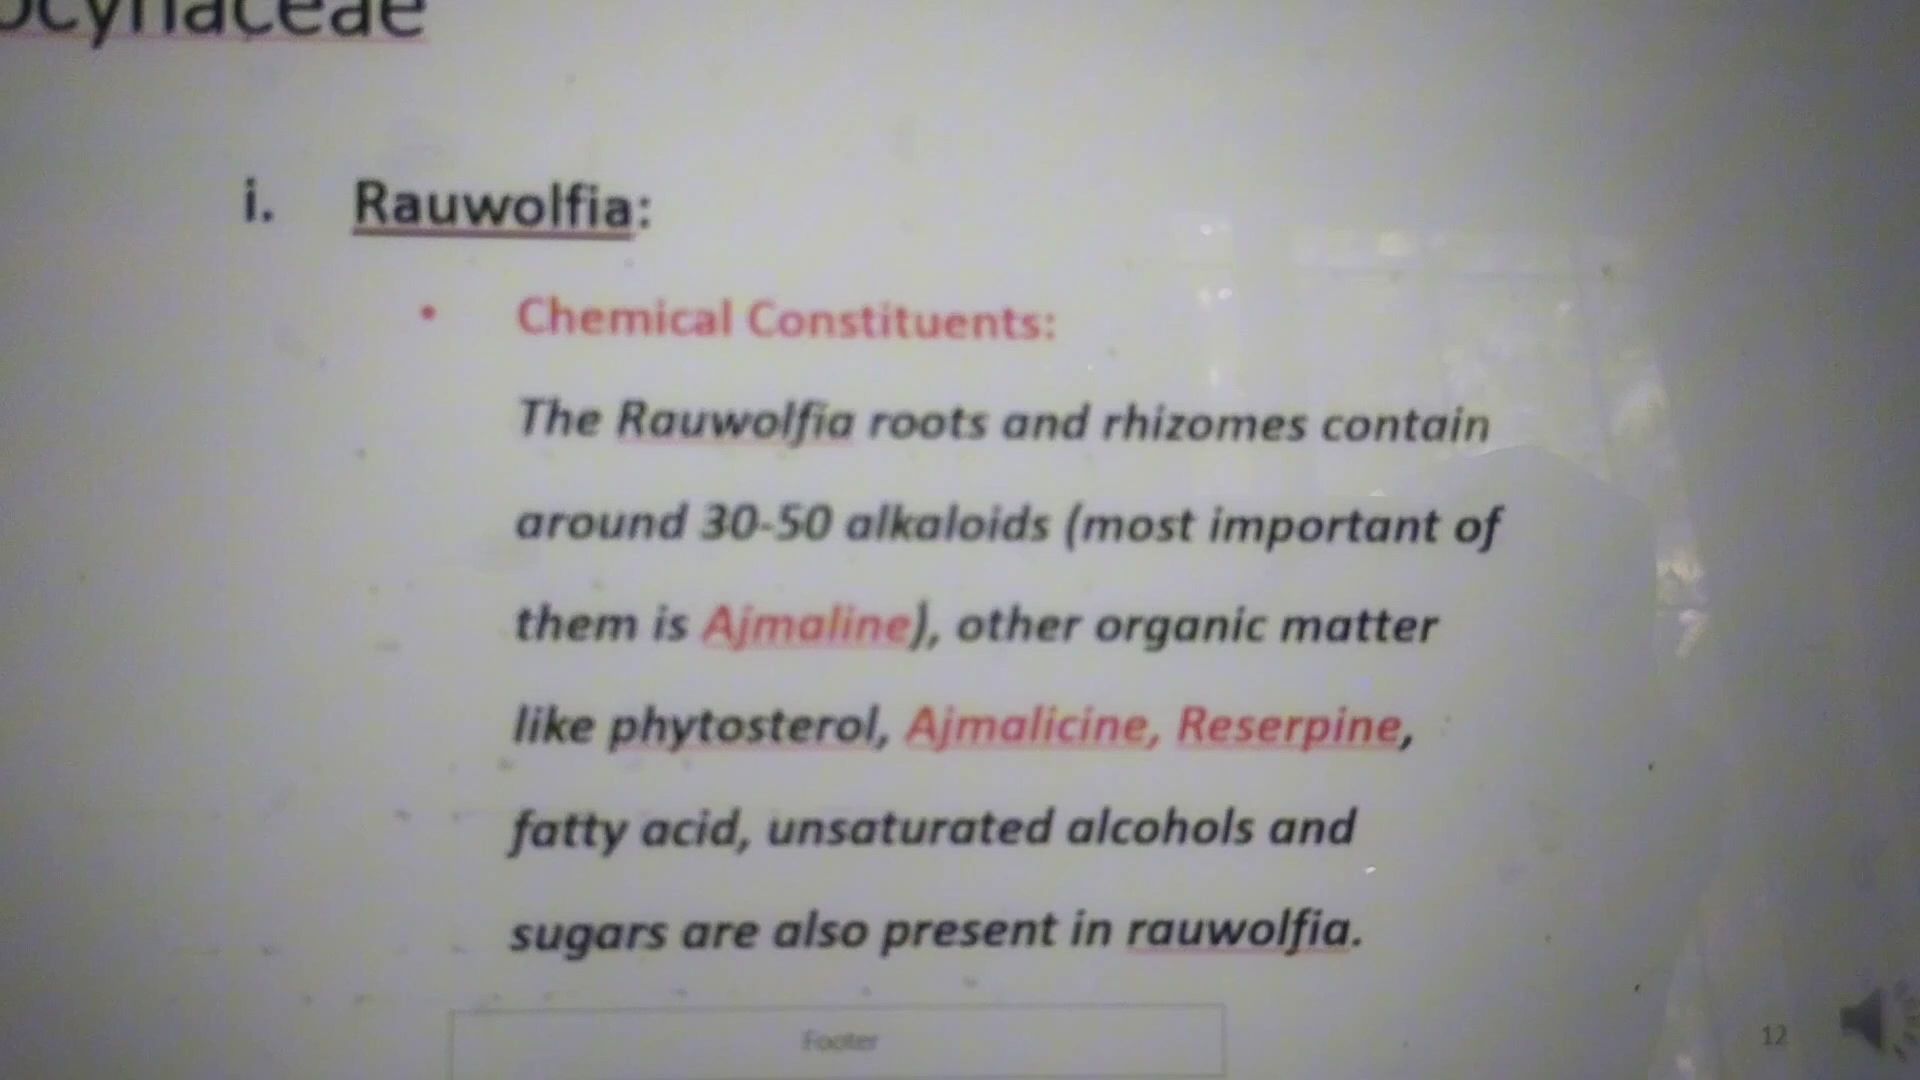 ocynaceae
i. Rauwolfia:
• Chemical Constituents:
The Rauwolfia roots and rhizomes contain
around 30-50 alkaloids (most important of
them is Ajmaline), other organic matter
like phytosterol, Ajmalicine, Reserpine,
fatty acid, unsaturated alcohols and
sugars are also present in rauwolfia.
Footer
12